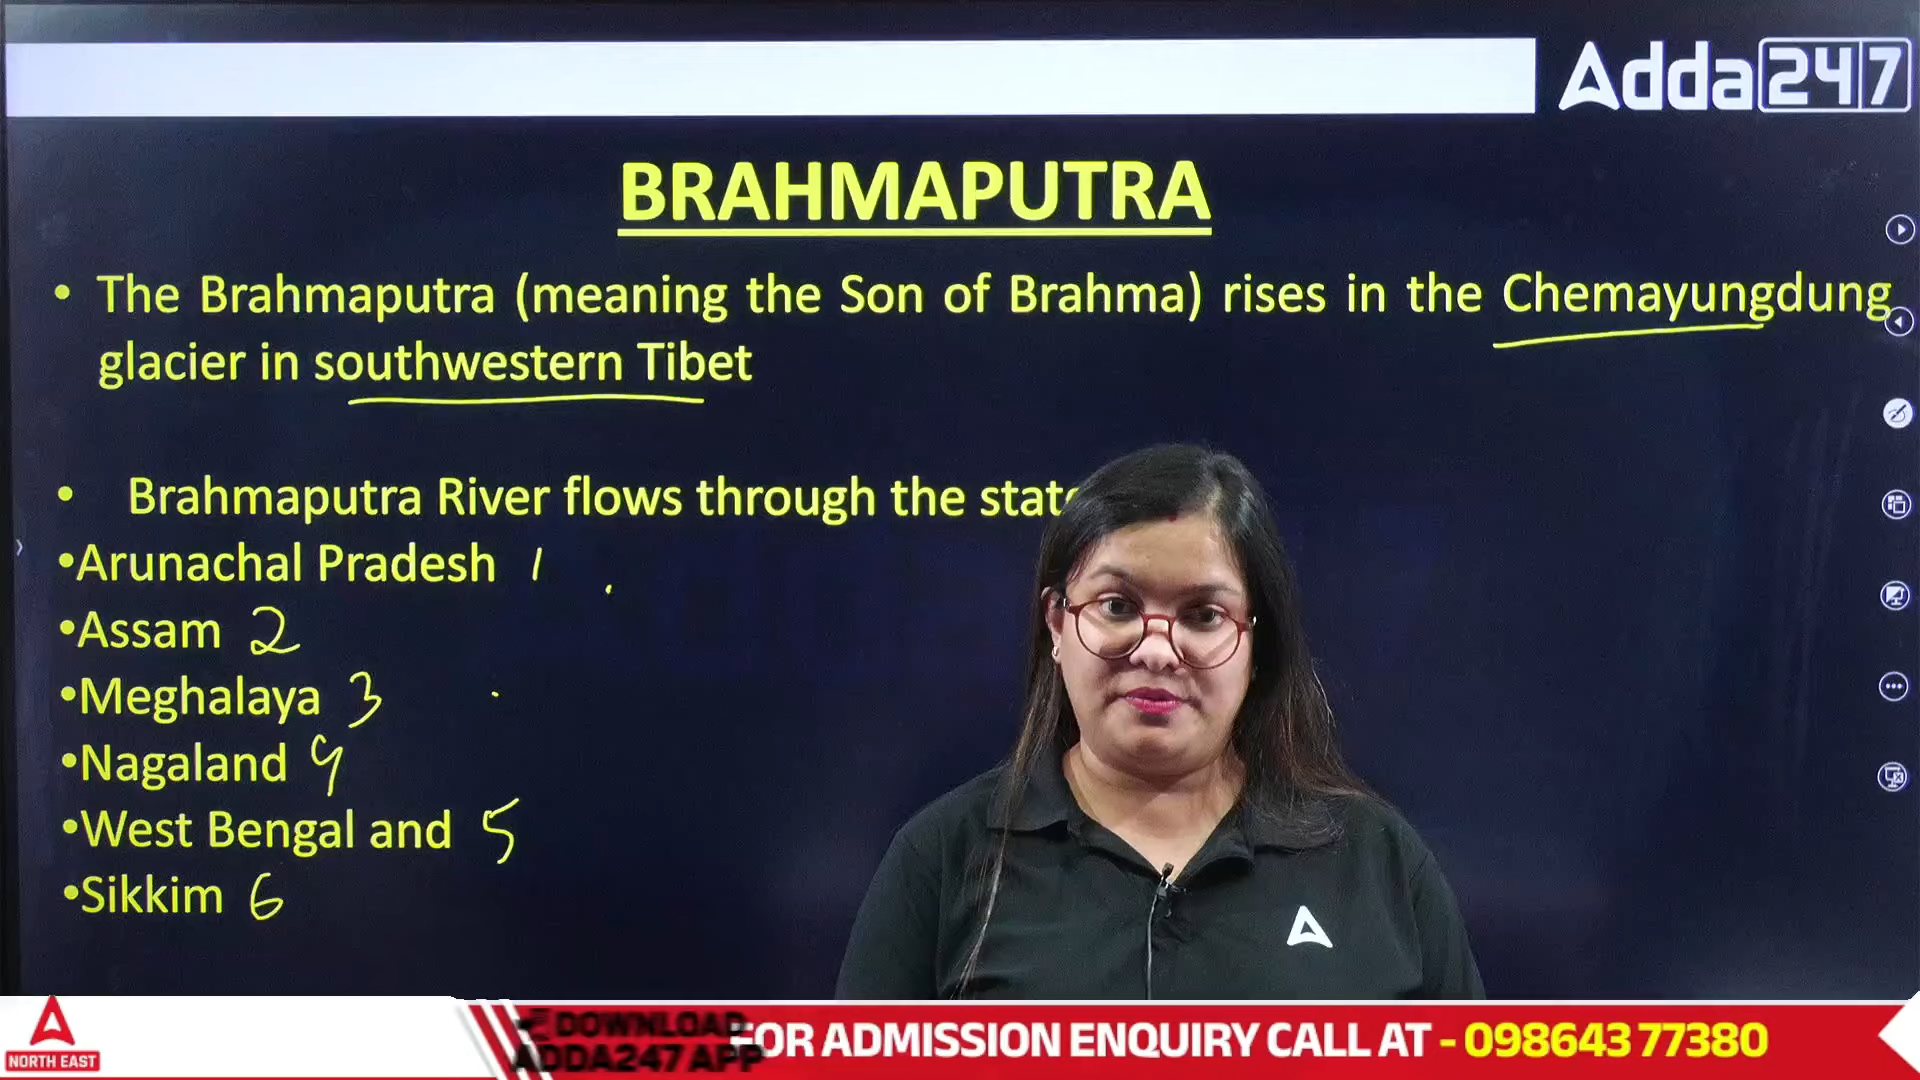 Adda247
BRAHMAPUTRA
• The Brahmaputra (meaning the Son of Brahma) rises in the Chemayungdung
glacier in southwestern Tibet
• Brahmaputra River flows through the state
•Arunachal Pradesh 1
•Assam 2
•Meghalaya 3
•Nagaland 4
•West Bengal and 5
•Sikkim 6
DOWNLOAD
ADDA247 APP
FOR ADMISSION ENQUIRY CALL AT - 09864377380
NORTH EAST